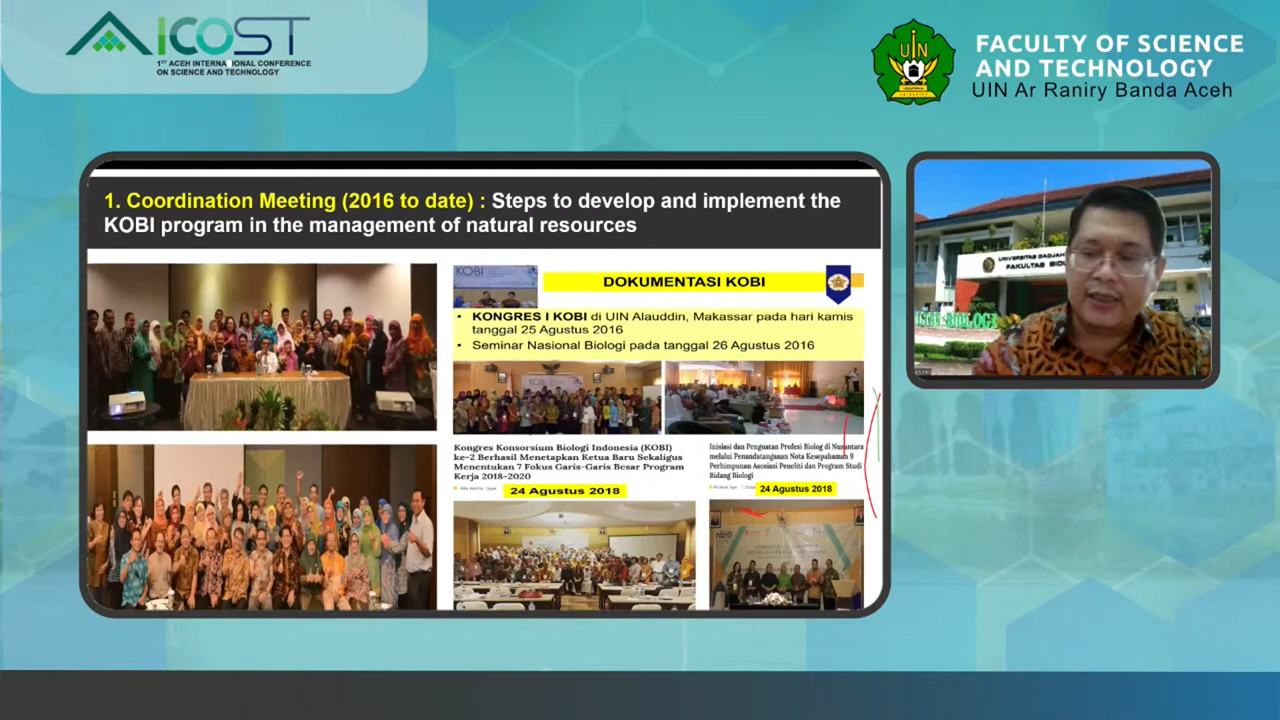 AICOST
1ST ACEH INTERNATIONAL CONFERENCE
ON SCIENCE AND TECHNOLOGY
UIN
FACULTY OF SCIENCE
AND TECHNOLOGY
UIN Ar Raniry Banda Aceh
1. Coordination Meeting (2016 to date) : Steps to develop and implement the
KOBI program in the management of natural resources
KOBI
DOKUMENTASI KOBI
• KONGRES I KOBI di UIN Alauddin, Makassar pada hari kamis
tanggal 25 Agustus 2016
• Seminar Nasional Biologi pada tanggal 26 Agustus 2016
KOBI
Kongres Konsorsium Biologi Indonesia (KOBI)
ke-2 Berhasil Menetapkan Ketua Baru Sekaligus
Menentukan 7 Fokus Garis-Garis Besar Program
Kerja 2018-2020
24 Agustus 2018
Inisiasi dan Penguatan Profesi Biolog di Nusantara
melalui Penandatanganan Nota Kesepahaman 9
Perhimpunan Asosiasi Peneliti dan Program Studi
Bidang Biologi
24 Agustus 2018
UNIVERSITAS GADJAH
FAKULTAS BIO
BIOLOGI